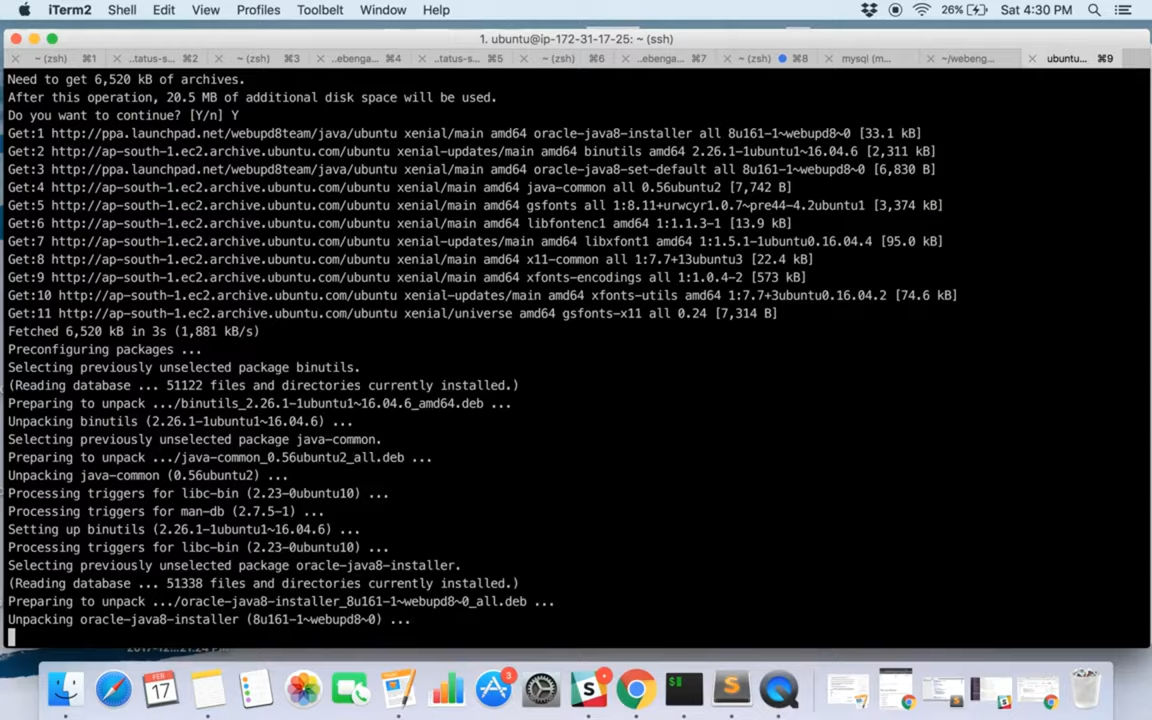 iTerm2 Shell Edit View Profiles Toolbelt Window Help 26% Sat 4:30 PM
1. ubuntu@ip-172-31-17-25: ~ (ssh)
~ (zsh) ⌘1 ..tatus-s... ⌘2 ~ (zsh) ⌘3 ..ebenga... ⌘4 ..tatus-s... ⌘5 ~ (zsh) ⌘6 ..ebenga... ⌘7 ~ (zsh) ⌘8 mysql (m... ~/webeng... ubuntu... ⌘9
Need to get 6,520 kB of archives.
After this operation, 20.5 MB of additional disk space will be used.
Do you want to continue? [Y/n] Y
Get:1 http://ppa.launchpad.net/webupd8team/java/ubuntu xenial/main amd64 oracle-java8-installer all 8u161-1~webupd8~0 [33.1 kB]
Get:2 http://ap-south-1.ec2.archive.ubuntu.com/ubuntu xenial-updates/main amd64 binutils amd64 2.26.1-1ubuntu1~16.04.6 [2,311 kB]
Get:3 http://ppa.launchpad.net/webupd8team/java/ubuntu xenial/main amd64 oracle-java8-set-default all 8u161-1~webupd8~0 [6,830 B]
Get:4 http://ap-south-1.ec2.archive.ubuntu.com/ubuntu xenial/main amd64 java-common all 0.56ubuntu2 [7,742 B]
Get:5 http://ap-south-1.ec2.archive.ubuntu.com/ubuntu xenial/main amd64 gsfonts all 1:8.11+urwcyr1.0.7~pre44-4.2ubuntu1 [3,374 kB]
Get:6 http://ap-south-1.ec2.archive.ubuntu.com/ubuntu xenial/main amd64 libfontenc1 amd64 1:1.1.3-1 [13.9 kB]
Get:7 http://ap-south-1.ec2.archive.ubuntu.com/ubuntu xenial-updates/main amd64 libxfont1 amd64 1:1.5.1-1ubuntu0.16.04.4 [95.0 kB]
Get:8 http://ap-south-1.ec2.archive.ubuntu.com/ubuntu xenial/main amd64 x11-common all 1:7.7+13ubuntu3 [22.4 kB]
Get:9 http://ap-south-1.ec2.archive.ubuntu.com/ubuntu xenial/main amd64 xfonts-encodings all 1:1.0.4-2 [573 kB]
Get:10 http://ap-south-1.ec2.archive.ubuntu.com/ubuntu xenial-updates/main amd64 xfonts-utils amd64 1:7.7+3ubuntu0.16.04.2 [74.6 kB]
Get:11 http://ap-south-1.ec2.archive.ubuntu.com/ubuntu xenial/universe amd64 gsfonts-x11 all 0.24 [7,314 B]
Fetched 6,520 kB in 3s (1,881 kB/s)
Preconfiguring packages ...
Selecting previously unselected package binutils.
(Reading database ... 51122 files and directories currently installed.)
Preparing to unpack .../binutils_2.26.1-1ubuntu1~16.04.6_amd64.deb ...
Unpacking binutils (2.26.1-1ubuntu1~16.04.6) ...
Selecting previously unselected package java-common.
Preparing to unpack .../java-common_0.56ubuntu2_all.deb ...
Unpacking java-common (0.56ubuntu2) ...
Processing triggers for libc-bin (2.23-0ubuntu10) ...
Processing triggers for man-db (2.7.5-1) ...
Setting up binutils (2.26.1-1ubuntu1~16.04.6) ...
Processing triggers for libc-bin (2.23-0ubuntu10) ...
Selecting previously unselected package oracle-java8-installer.
(Reading database ... 51338 files and directories currently installed.)
Preparing to unpack .../oracle-java8-installer_8u161-1~webupd8~0_all.deb ...
Unpacking oracle-java8-installer (8u161-1~webupd8~0) ...
FEB
17
3